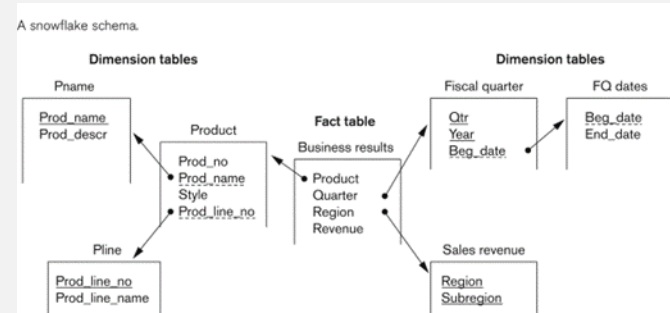 A snowflake schema.
Dimension tables
Dimension tables
Pname
Prod_name
Prod_descr
Product
Prod_no
Prod_name
Style
Prod_line_no
Pline
Prod_line_no
Prod_line_name
Fact table
Business results
Product
Quarter
Region
Revenue
Fiscal quarter
Qtr
Year
Beg_date
FQ dates
Beg_date
End_date
Sales revenue
Region
Subregion